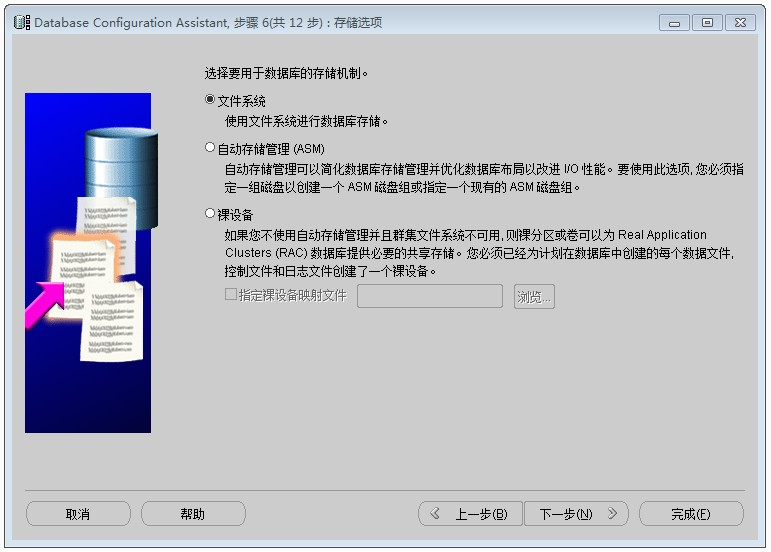 Database Configuration Assistant, 步骤 6(共 12 步) : 存储选项
选择要用于数据库的存储机制。
文件系统
使用文件系统进行数据库存储。
自动存储管理 (ASM)
自动存储管理可以简化数据库存储管理并优化数据库布局以改进 I/O 性能。要使用此选项, 您必须指
定一组磁盘以创建一个 ASM 磁盘组或指定一个现有的 ASM 磁盘组。
裸设备
如果您不使用自动存储管理并且群集文件系统不可用, 则裸分区或卷可以为 Real Application
Clusters (RAC) 数据库提供必要的共享存储。您必须已经为计划在数据库中创建的每个数据文件,
控制文件和日志文件创建了一个裸设备。
指定裸设备映射文件 浏览...
取消 帮助 上一步(B) 下一步(N) 完成(F)